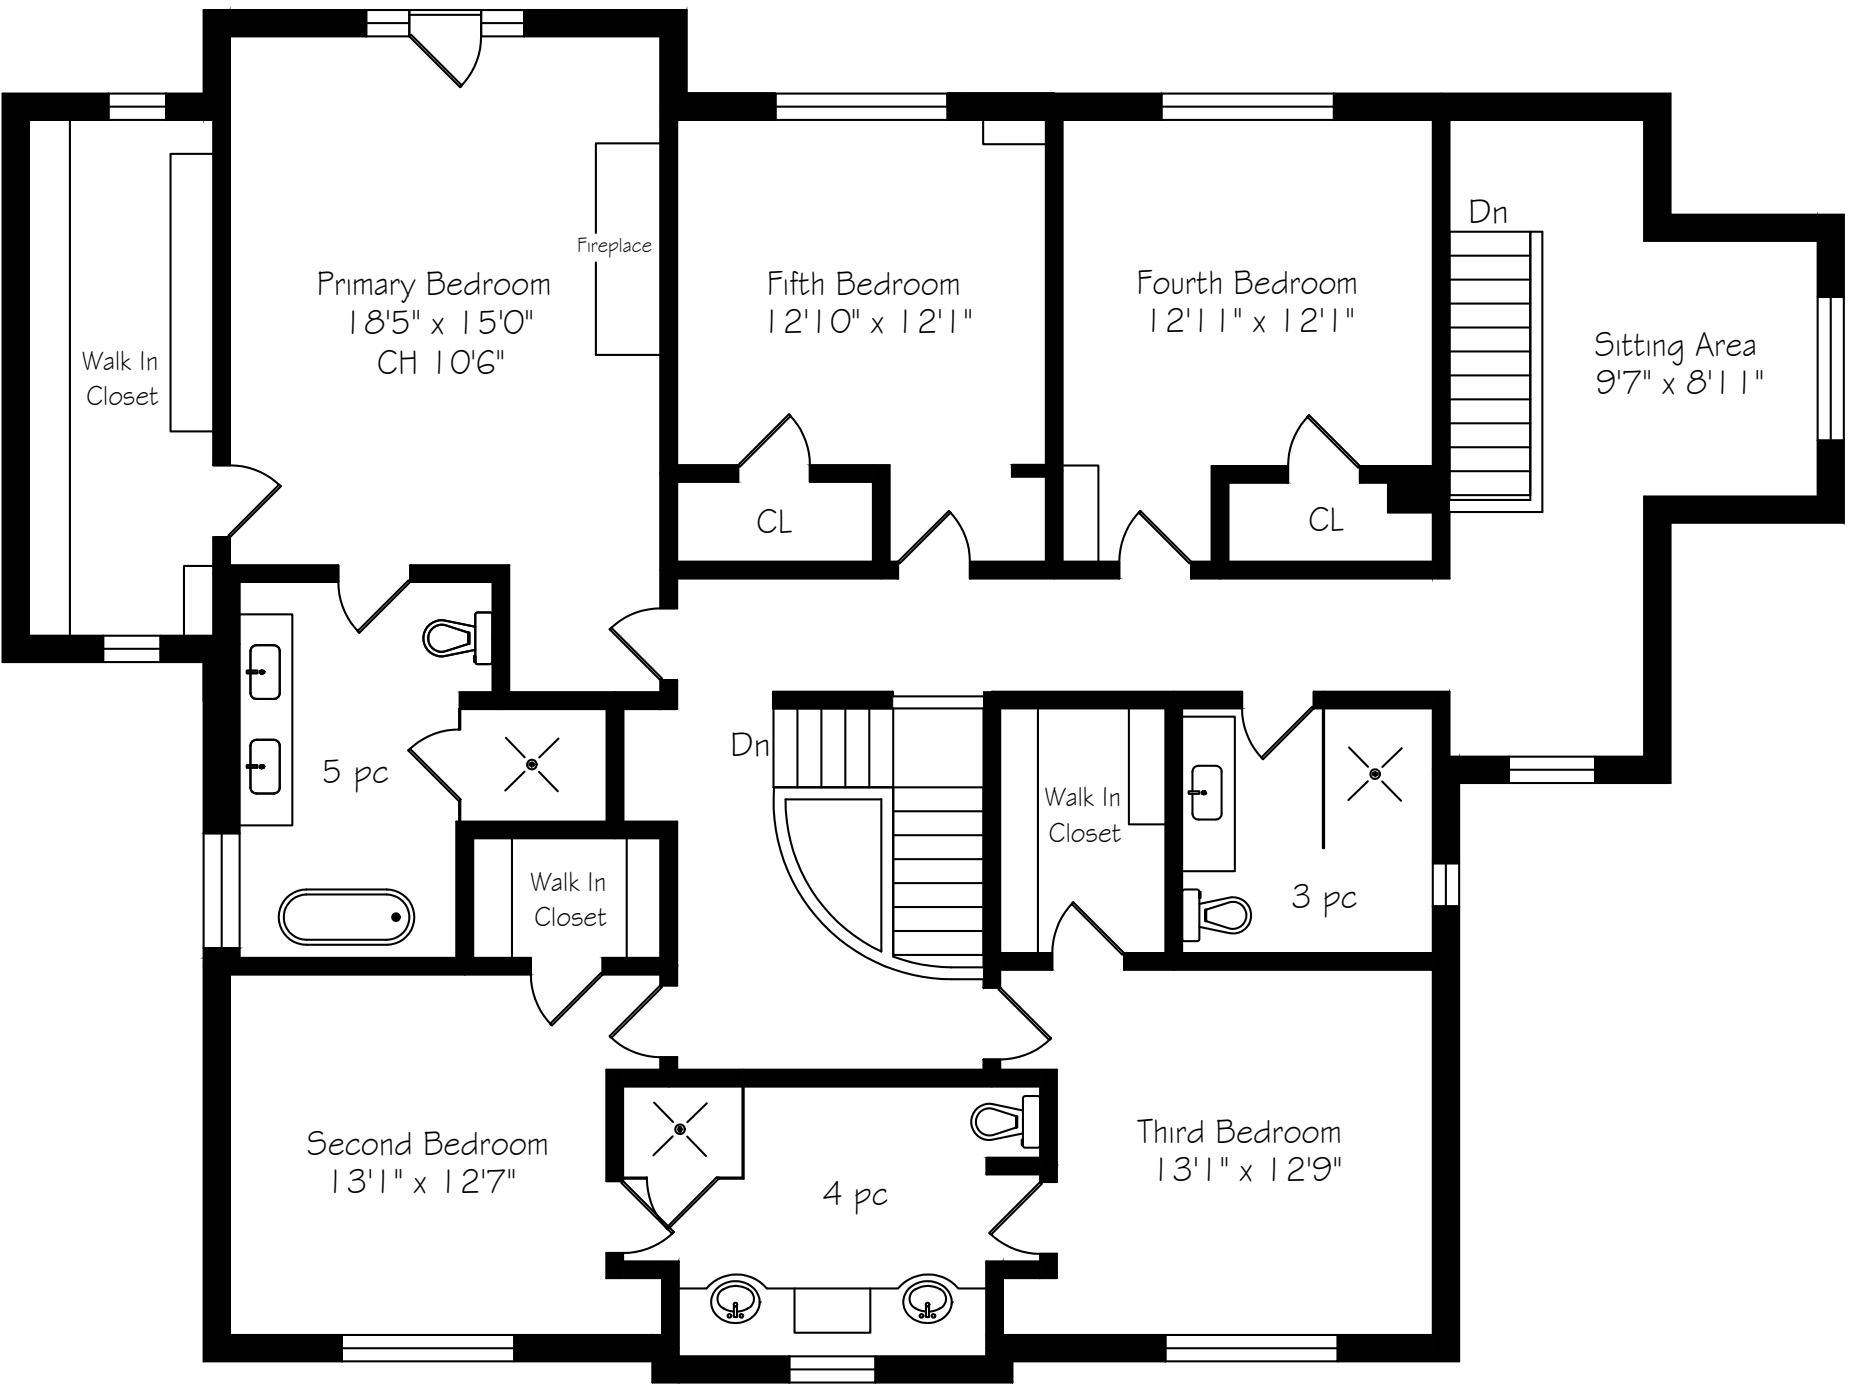 Primary Bedroom
18'5" x 15'0"
CH 10'6"
Fireplace
Walk In
Closet
Fifth Bedroom
12'10" x 12'1"
CL
Fourth Bedroom
12'11" x 12'1"
CL
Dn
Sitting Area
9'7" x 8'11"
5 pc
Walk In
Closet
Dn
Walk In
Closet
3 pc
Second Bedroom
13'1" x 12'7"
4 pc
Third Bedroom
13'1" x 12'9"